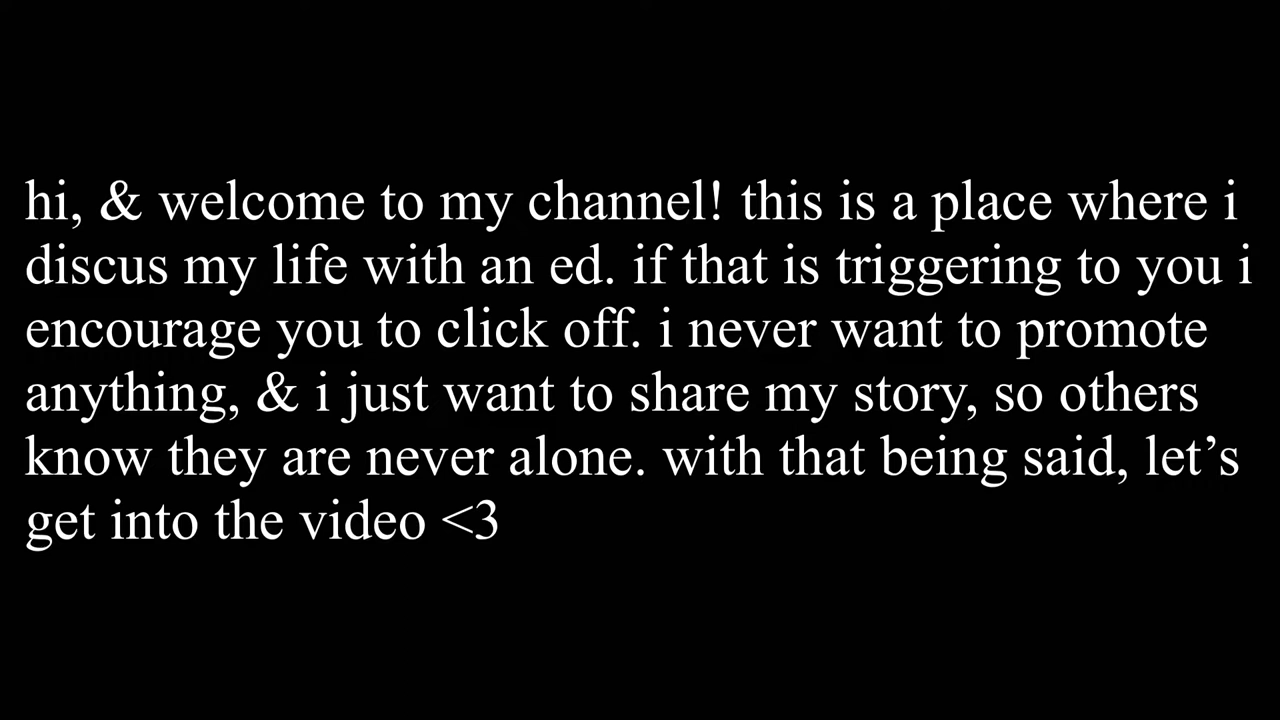 hi, & welcome to my channel! this is a place where i
discus my life with an ed. if that is triggering to you i
encourage you to click off. i never want to promote
anything, & i just want to share my story, so others
know they are never alone. with that being said, let’s
get into the video <3